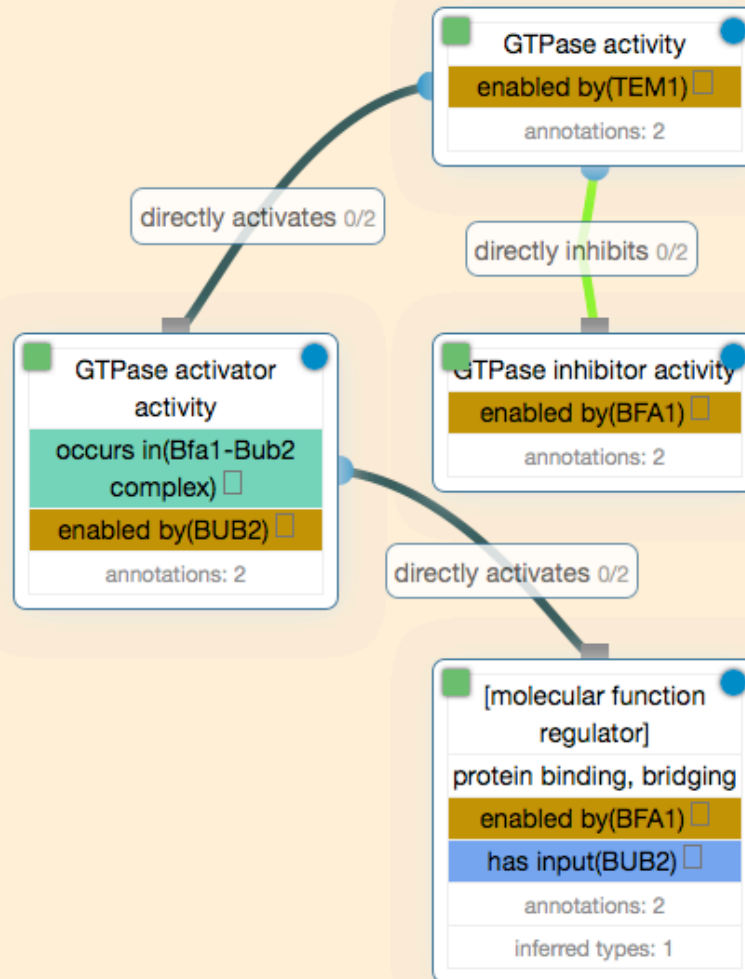 GTPase activity
enabled by(TEM1)
annotations: 2
directly activates 0/2
directly inhibits 0/2
GTPase activator
activity
occurs in(Bfa1-Bub2
complex)
enabled by(BUB2)
annotations: 2
GTPase inhibitor activity
enabled by(BFA1)
annotations: 2
directly activates 0/2
[molecular function
regulator]
protein binding, bridging
enabled by(BFA1)
has input(BUB2)
annotations: 2
inferred types: 1